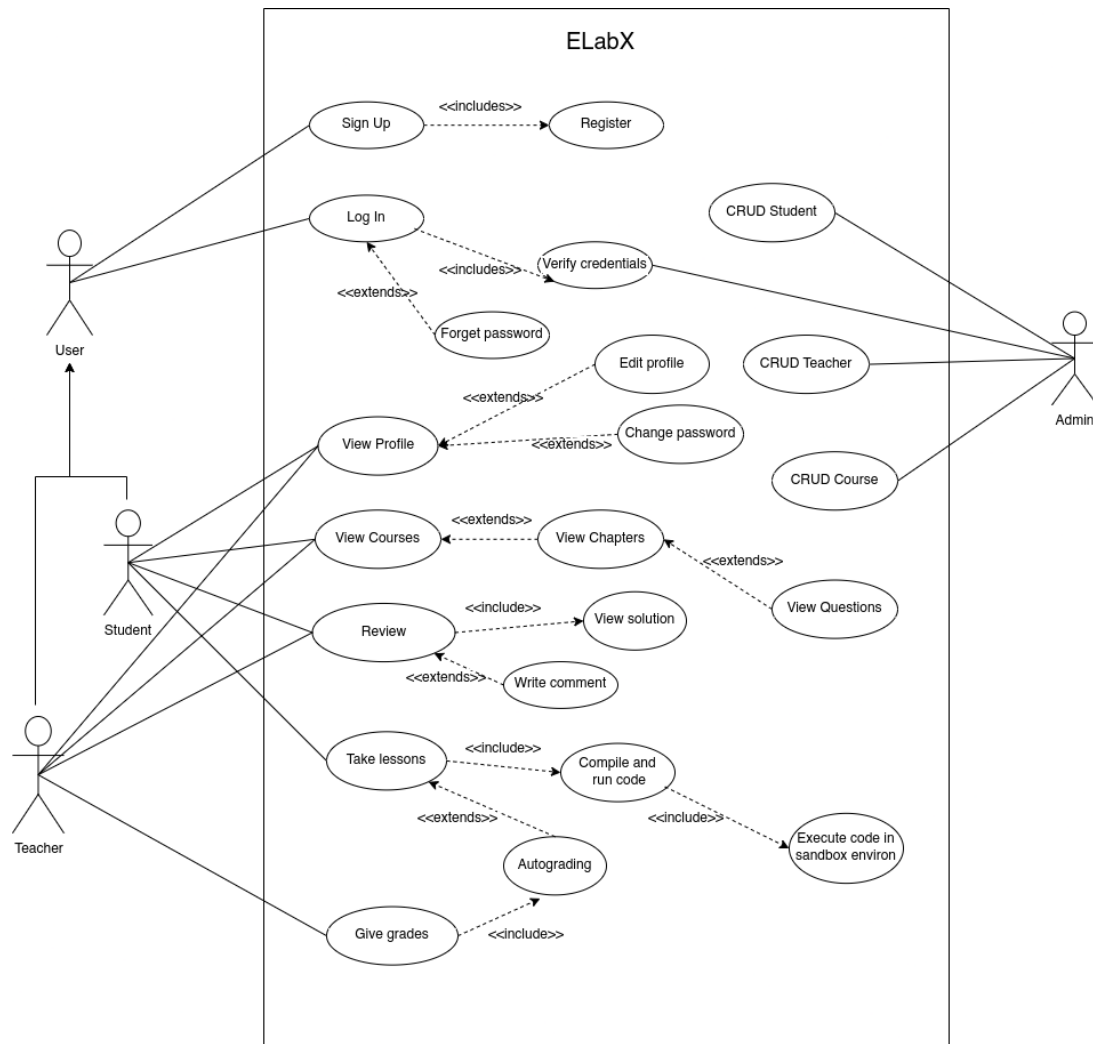 ELabX
<<includes>>
Sign Up
Register
CRUD Student
Log In
<<includes>>
Verify credentials
<<extends>>
Forget password
User
Edit profile
CRUD Teacher
<<extends>>
Admin
Change password
View Profile
<<extends>>
CRUD Course
<<extends>>
View Courses
View Chapters
<<extends>>
View Questions
<<include>>
View solution
Student
Review
<<extends>>
Write comment
<<include>>
Take lessons
Compile and
run code
<<extends>>
<<include>>
Execute code in
sandbox environ
Teacher
Autograding
Give grades
<<include>>